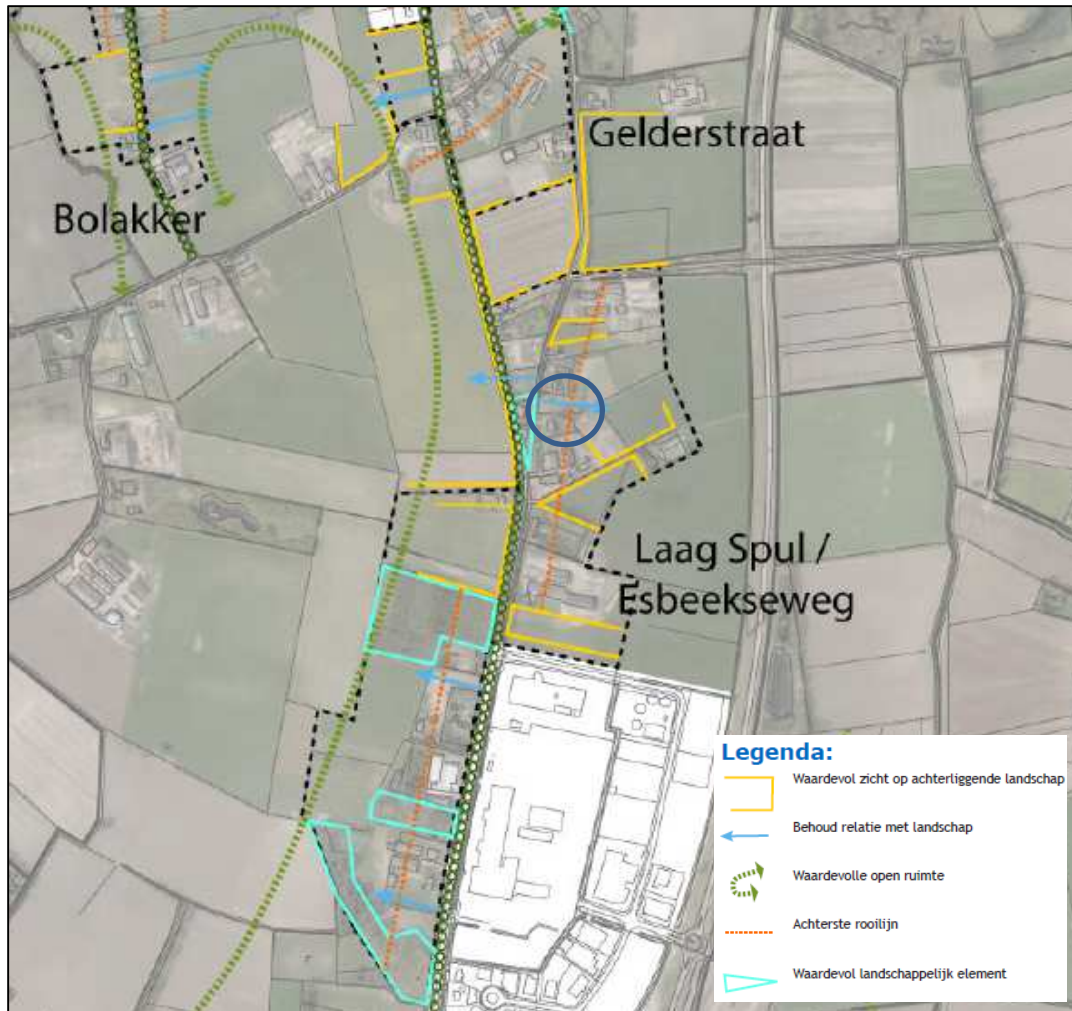 Gelderstraat
Bolakker
Laag Spul /
Esbeekseweg
Legenda:
Waardevol zicht op achterliggende landschap
Behoud relatie met landschap
Waardevolle open ruimte
Achterste rooilijn
Waardevol landschappelijk element